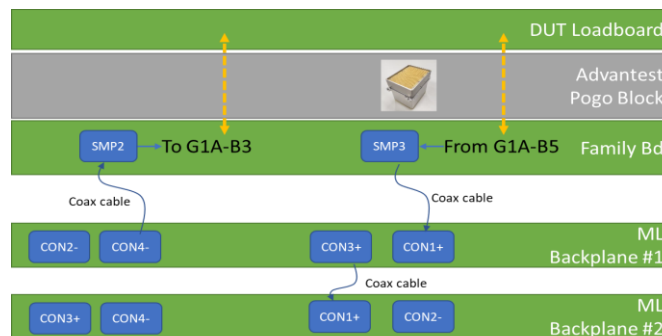 DUT Loadboard
Advantest
Pogo Block
SMP2
To G1A-B3
SMP3
From G1A-B5
Family Bd
Coax cable
Coax cable
CON2-
CON4-
CON3+
CON1+
ML
Backplane #1
Coax cable
CON3+
CON4-
CON1+
CON2-
ML
Backplane #2